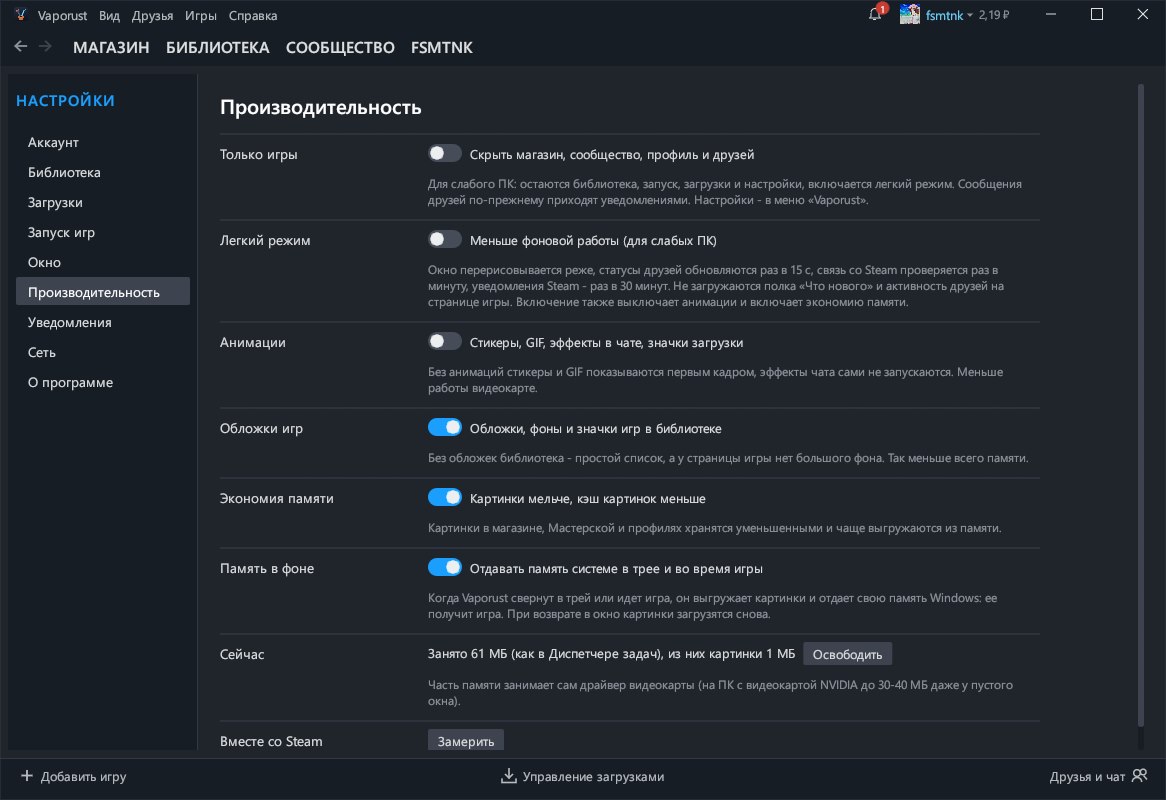 Vaporust Вид Друзья Игры Справка
1
fsmtnk 2,19 ₽
МАГАЗИН БИБЛИОТЕКА СООБЩЕСТВО FSMTNK
НАСТРОЙКИ
Аккаунт
Библиотека
Загрузки
Запуск игр
Окно
Производительность
Уведомления
Сеть
О программе
Производительность
Только игры
Скрыть магазин, сообщество, профиль и друзей
Для слабого ПК: остаются библиотека, запуск, загрузки и настройки, включается легкий режим. Сообщения
друзей по-прежнему приходят уведомлениями. Настройки - в меню «Vaporust».
Легкий режим
Меньше фоновой работы (для слабых ПК)
Окно перерисовывается реже, статусы друзей обновляются раз в 15 с, связь со Steam проверяется раз в
минуту, уведомления Steam - раз в 30 минут. Не загружаются полка «Что нового» и активность друзей на
странице игры. Включение также выключает анимации и включает экономию памяти.
Анимации
Стикеры, GIF, эффекты в чате, значки загрузки
Без анимаций стикеры и GIF показываются первым кадром, эффекты чата сами не запускаются. Меньше
работы видеокарте.
Обложки игр
Обложки, фоны и значки игр в библиотеке
Без обложек библиотека - простой список, а у страницы игры нет большого фона. Так меньше всего памяти.
Экономия памяти
Картинки мельче, кэш картинок меньше
Картинки в магазине, Мастерской и профилях хранятся уменьшенными и чаще выгружаются из памяти.
Память в фоне
Отдавать память системе в трее и во время игры
Когда Vaporust свернут в трей или идет игра, он выгружает картинки и отдает свою память Windows: ее
получит игра. При возврате в окно картинки загрузятся снова.
Сейчас
Занято 61 МБ (как в Диспетчере задач), из них картинки 1 МБ
Освободить
Часть памяти занимает сам драйвер видеокарты (на ПК с видеокартой NVIDIA до 30-40 МБ даже у пустого
окна).
Вместе со Steam
Замерить
Добавить игру
Управление загрузками
Друзья и чат